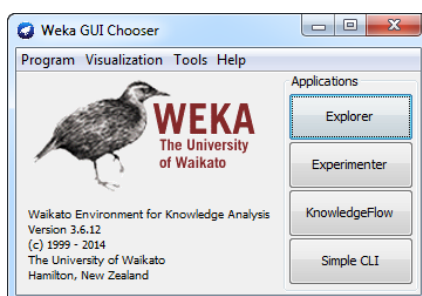 Weka GUI Chooser
Program Visualization Tools Help
WEKA
The University
of Waikato
Waikato Environment for Knowledge Analysis
Version 3.6.12
(c) 1999 - 2014
The University of Waikato
Hamilton, New Zealand
Applications
Explorer
Experimenter
KnowledgeFlow
Simple CLI